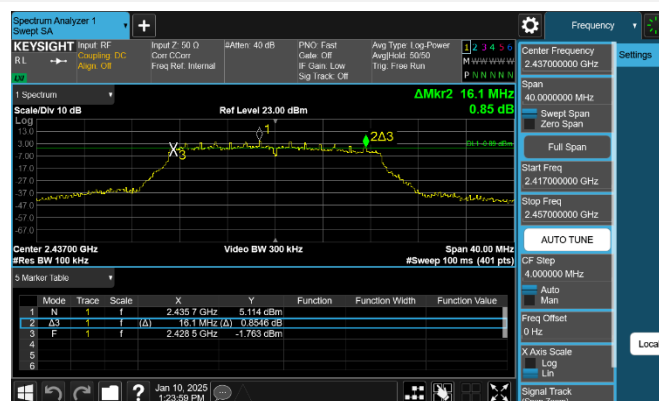 Spectrum Analyzer 1
Swept SA
Frequency
KEYSIGHT
RL
LW
Input: RF
Coupling: DC
Align: Off
Input Z: 50 Ω
Corr CCorr
Freq Ref: Internal
#Atten: 40 dB
PNO: Fast
Gate: Off
IF Gain: Low
Sig Track: Off
Avg Type: Log-Power
Avg|Hold: 50/50
Trig: Free Run
1 2 3 4 5 6
M W W W W W
P N N N N N
Center Frequency
2.437000000 GHz
Settings
1 Spectrum
ΔMkr2 16.1 MHz
0.85 dB
Scale/Div 10 dB
Ref Level 23.00 dBm
Log
13.0
3.00
-7.00
-17.0
-27.0
-37.0
-47.0
-57.0
-67.0
1
2Δ3
X3
DL1 -0.89 dBm
Center 2.43700 GHz
#Res BW 100 kHz
Video BW 300 kHz
Span 40.00 MHz
#Sweep 100 ms (401 pts)
Span
40.0000000 MHz
Swept Span
Zero Span
Full Span
Start Freq
2.417000000 GHz
Stop Freq
2.457000000 GHz
AUTO TUNE
CF Step
4.000000 MHz
Auto
Man
Freq Offset
0 Hz
X Axis Scale
Log
Lin
Signal Track
(Span Zoom)
Local
5 Marker Table
Mode Trace Scale X Y Function Function Width Function Value
1 N 1 f 2.435 7 GHz 5.114 dBm
2 Δ3 1 f (Δ) 16.1 MHz (Δ) 0.8546 dB
3 F 1 f 2.428 5 GHz -1.763 dBm
4
5
6
Jan 10, 2025
1:23:59 PM